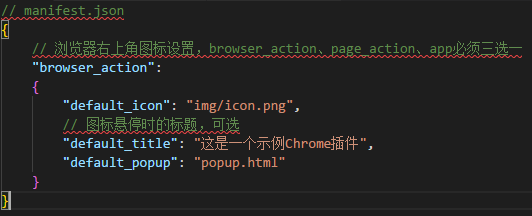 // manifest.json
{
// 浏览器右上角图标设置，browser_action、page_action、app必须三选一
"browser_action":
{
"default_icon": "img/icon.png",
// 图标悬停时的标题，可选
"default_title": "这是一个示例Chrome插件",
"default_popup": "popup.html"
}
}